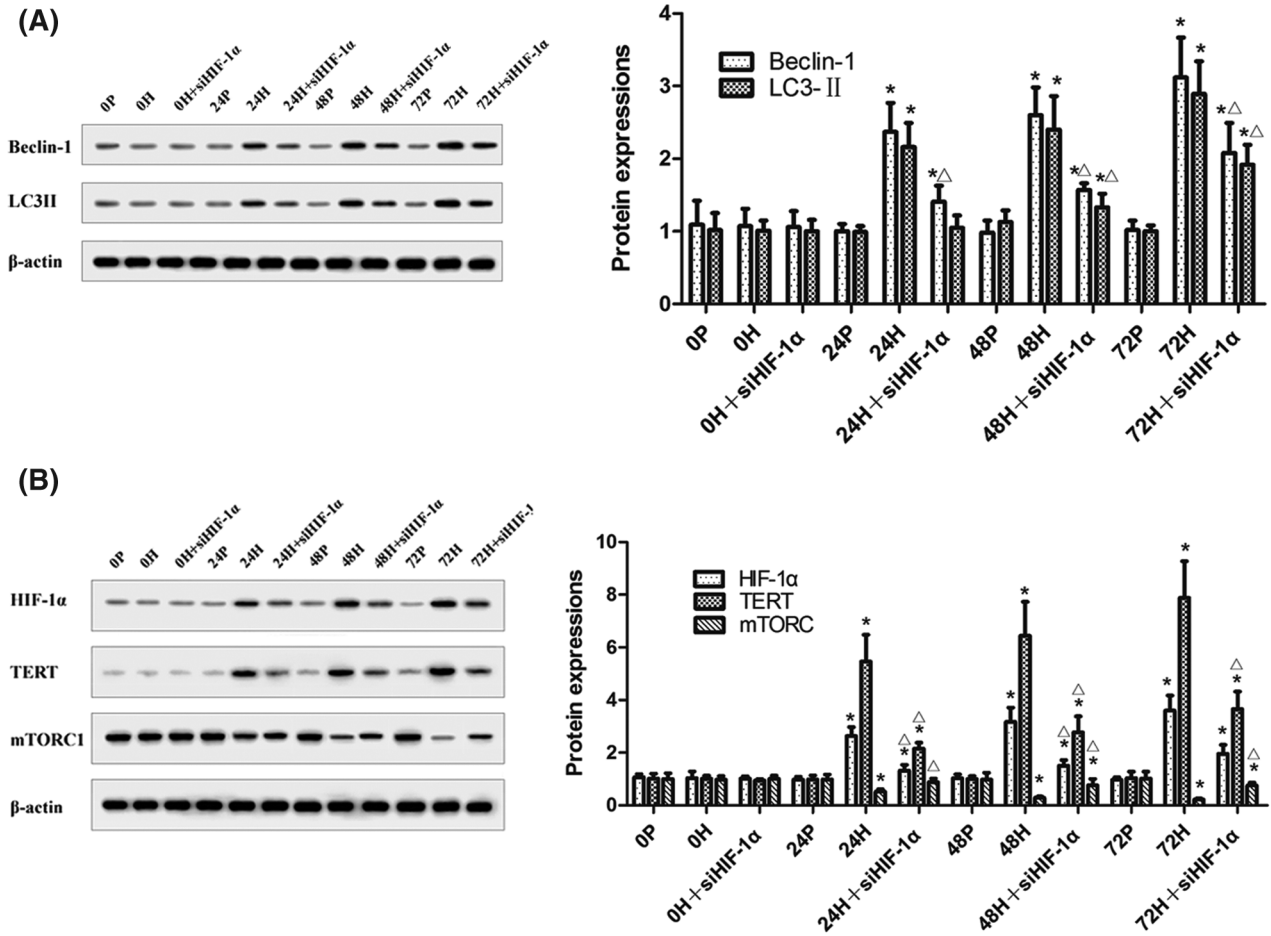 (A)
0P 0H 0H+siHIF-1α 24P 24H 24H+siHIF-1α 48P 48H 48H+siHIF-1α 72P 72H 72H+siHIF-1α
Beclin-1
LC3II
β-actin
Protein expressions
4
3
2
1
0
Beclin-1
LC3-Ⅱ
* * *△ * * *△ *△ * * *△ *△
0P 0H 0H+siHIF-1α 24P 24H 24H+siHIF-1α 48P 48H 48H+siHIF-1α 72P 72H 72H+siHIF-1α
(B)
0P 0H 0H+siHIF-1α 24P 24H 24H+siHIF-1α 48P 48H 48H+siHIF-1α 72P 72H 72H+siHIF-1
HIF-1α
TERT
mTORC1
β-actin
Protein expressions
10
8
6
4
2
0
HIF-1α
TERT
mTORC
* * * △* △* △ * * * △* △* △* * * * * △* △*
0P 0H 0H+siHIF-1α 24P 24H 24H+siHIF-1α 48P 48H 48H+siHIF-1α 72P 72H 72H+siHIF-1α